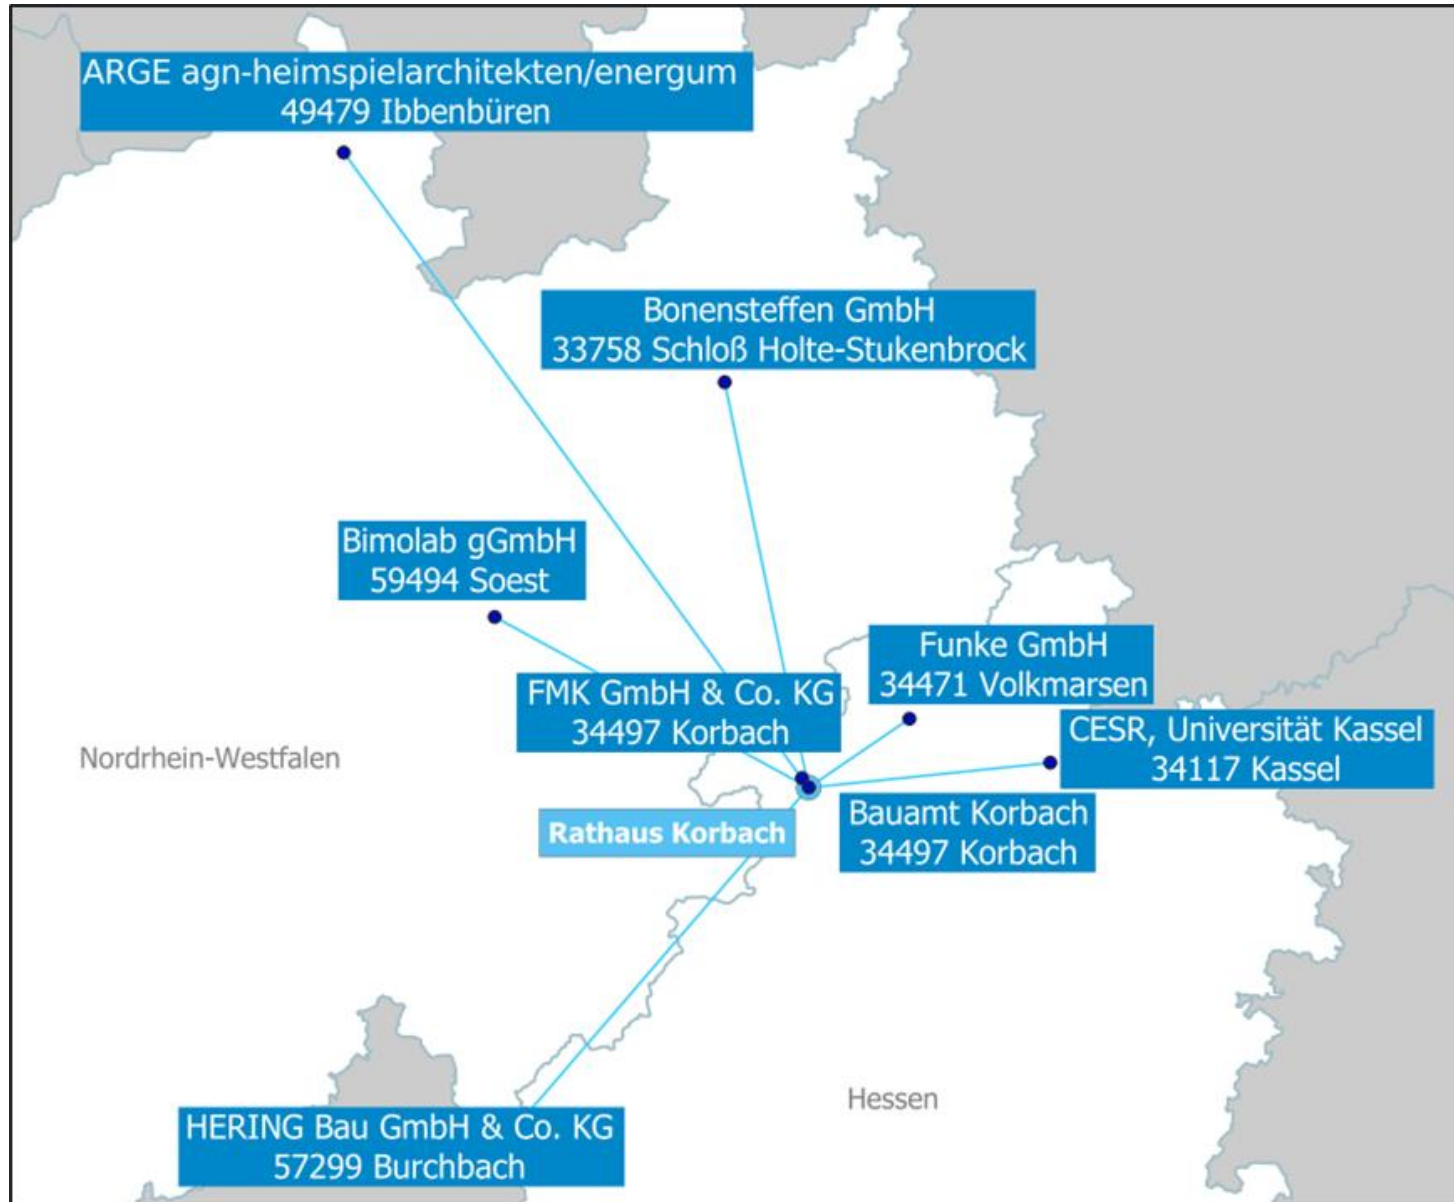 ARGE agn-heimspielarchitekten/energum
49479 Ibbenbüren
Bonensteffen GmbH
33758 Schloß Holte-Stukenbrock
Bimolab gGmbH
59494 Soest
Funke GmbH
34471 Volkmarsen
FMK GmbH & Co. KG
34497 Korbach
CESR, Universität Kassel
34117 Kassel
Nordrhein-Westfalen
Rathaus Korbach
Bauamt Korbach
34497 Korbach
Hessen
HERING Bau GmbH & Co. KG
57299 Burchbach